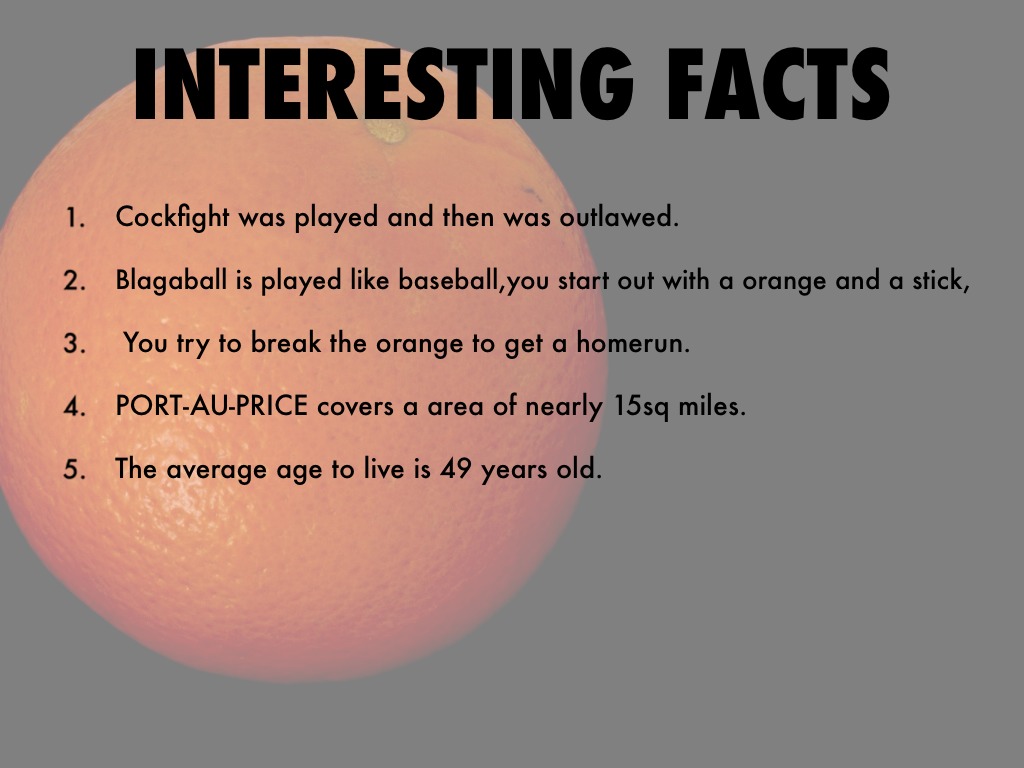 INTERESTING FACTS
1. Cockfight was played and then was outlawed.
2. Blagaball is played like baseball,you start out with a orange and a stick,
3. You try to break the orange to get a homerun.
4. PORT-AU-PRICE covers a area of nearly 15sq miles.
5. The average age to live is 49 years old.